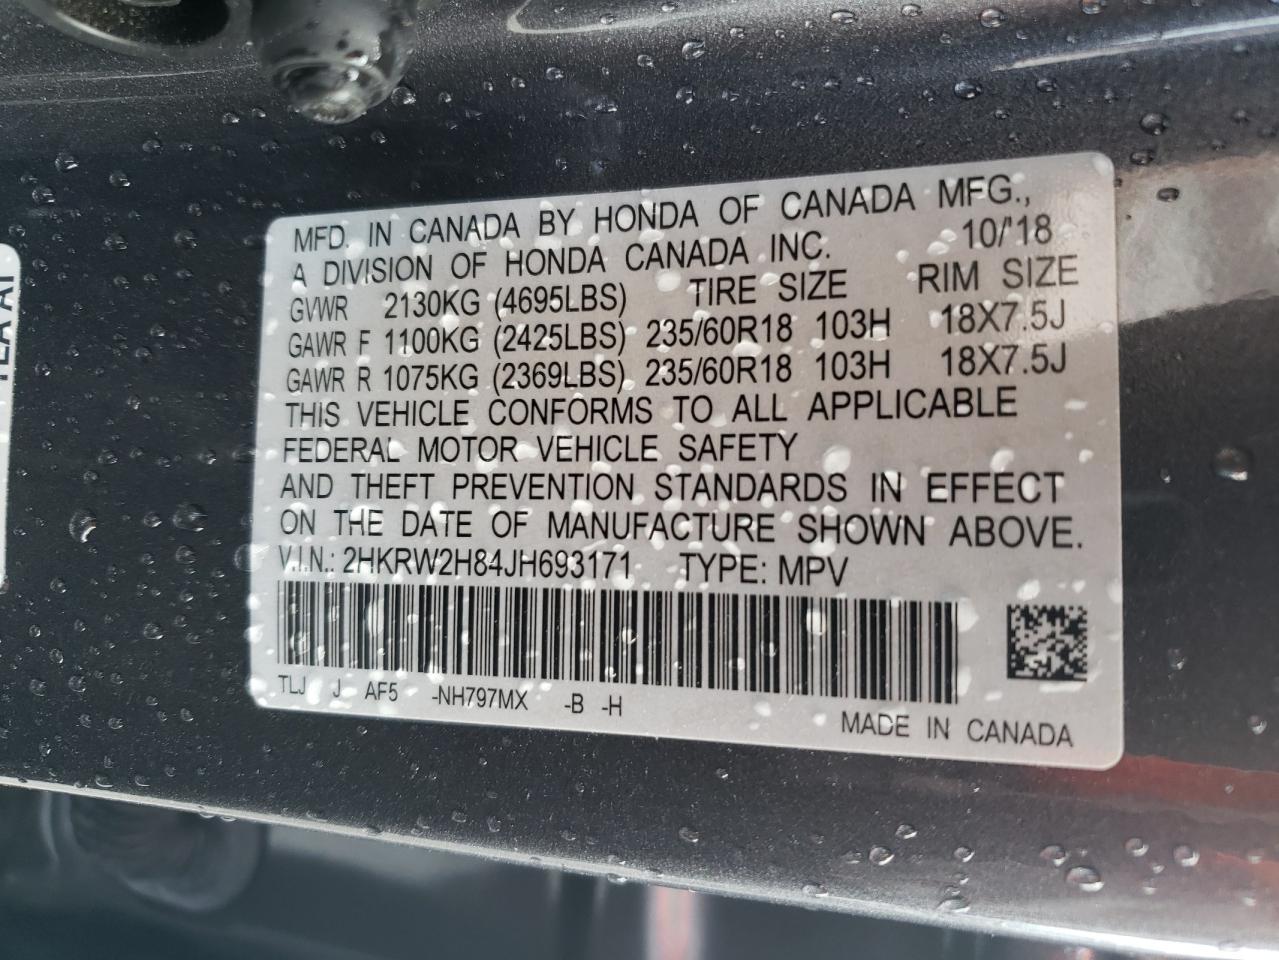 MFD. IN CANADA BY HONDA OF CANADA MFG.,
A DIVISION OF HONDA CANADA INC. 10/'18
GVWR 2130KG (4695LBS) TIRE SIZE RIM SIZE
GAWR F 1100KG (2425LBS) 235/60R18 103H 18X7.5J
GAWR R 1075KG (2369LBS) 235/60R18 103H 18X7.5J
THIS VEHICLE CONFORMS TO ALL APPLICABLE
FEDERAL MOTOR VEHICLE SAFETY
AND THEFT PREVENTION STANDARDS IN EFFECT
ON THE DATE OF MANUFACTURE SHOWN ABOVE.
V.I.N.: 2HKRW2H84JH693171 TYPE: MPV
TLJ J AF5 -NH797MX -B -H
MADE IN CANADA